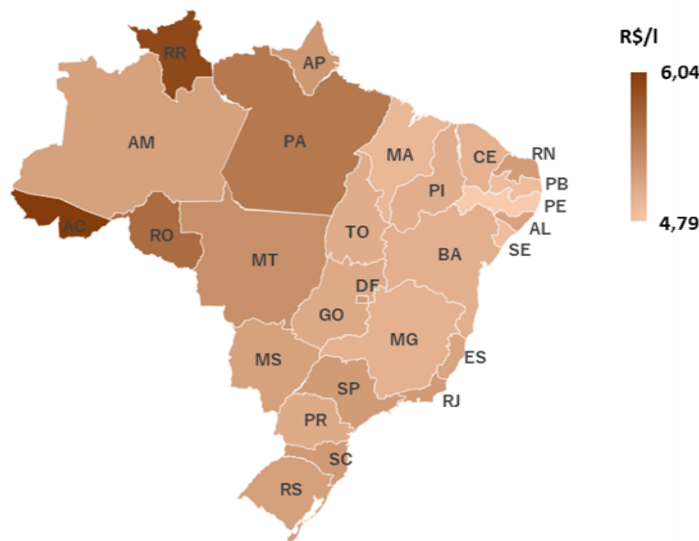 RR
AP
R$/l
6,04
AM
PA
MA
CE
RN
PI
PB
PE
AC
RO
TO
AL
4,79
MT
BA
SE
DF
GO
MG
MS
ES
SP
RJ
PR
SC
RS